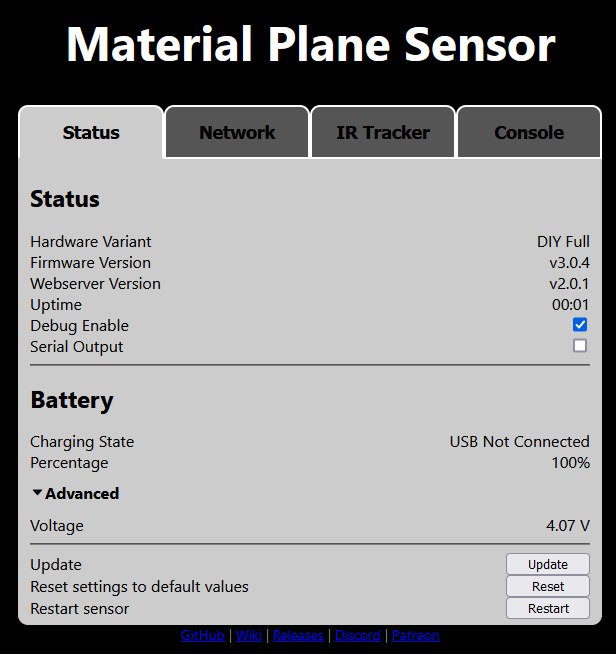 Material Plane Sensor
Status Network IR Tracker Console
Status
Hardware Variant DIY Full
Firmware Version v3.0.4
Webserver Version v2.0.1
Uptime 00:01
Debug Enable
Serial Output
Battery
Charging State USB Not Connected
Percentage 100%
Advanced
Voltage 4.07 V
Update Update
Reset settings to default values Reset
Restart sensor Restart
GitHub | Wiki | Releases | Discord | Patreon